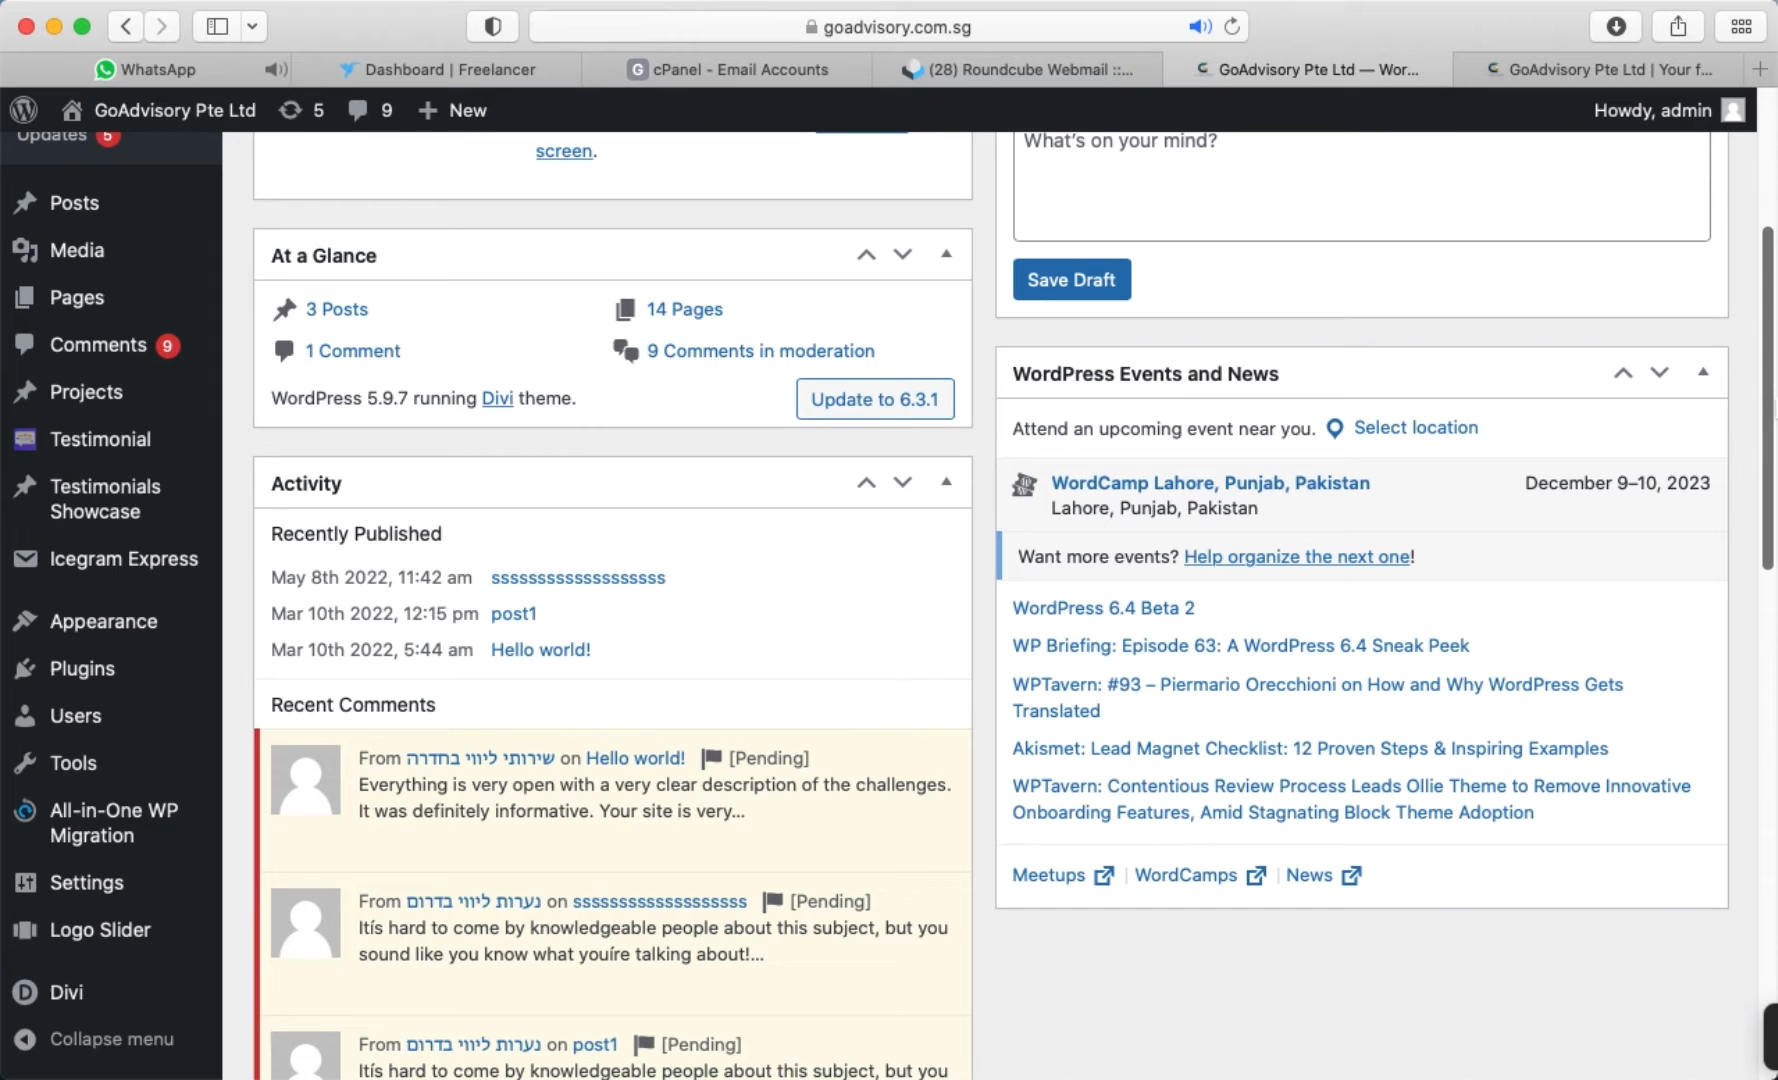 goadvisory.com.sg
WhatsApp
Dashboard | Freelancer
cPanel - Email Accounts
(28) Roundcube Webmail ::...
GoAdvisory Pte Ltd — Wor...
GoAdvisory Pte Ltd | Your f...
GoAdvisory Pte Ltd
5
9
New
Howdy, admin
Updates 5
Posts
Media
Pages
Comments 9
Projects
Testimonial
Testimonials
Showcase
Icegram Express
Appearance
Plugins
Users
Tools
All-in-One WP
Migration
Settings
Logo Slider
Divi
Collapse menu
screen.
At a Glance
3 Posts
14 Pages
1 Comment
9 Comments in moderation
WordPress 5.9.7 running Divi theme.
Update to 6.3.1
Activity
Recently Published
May 8th 2022, 11:42 am sssssssssssssssssss
Mar 10th 2022, 12:15 pm post1
Mar 10th 2022, 5:44 am Hello world!
Recent Comments
From שירותי ליווי בחדרה on Hello world! [Pending]
Everything is very open with a very clear description of the challenges.
It was definitely informative. Your site is very...
From נערות ליווי בדרום on sssssssssssssssssss [Pending]
Itís hard to come by knowledgeable people about this subject, but you
sound like you know what youíre talking about!...
From נערות ליווי בדרום on post1 [Pending]
Itís hard to come by knowledgeable people about this subject, but you
What's on your mind?
Save Draft
WordPress Events and News
Attend an upcoming event near you. Select location
WordCamp Lahore, Punjab, Pakistan
December 9–10, 2023
Lahore, Punjab, Pakistan
Want more events? Help organize the next one!
WordPress 6.4 Beta 2
WP Briefing: Episode 63: A WordPress 6.4 Sneak Peek
WPTavern: #93 – Piermario Orecchioni on How and Why WordPress Gets
Translated
Akismet: Lead Magnet Checklist: 12 Proven Steps & Inspiring Examples
WPTavern: Contentious Review Process Leads Ollie Theme to Remove Innovative
Onboarding Features, Amid Stagnating Block Theme Adoption
Meetups | WordCamps | News